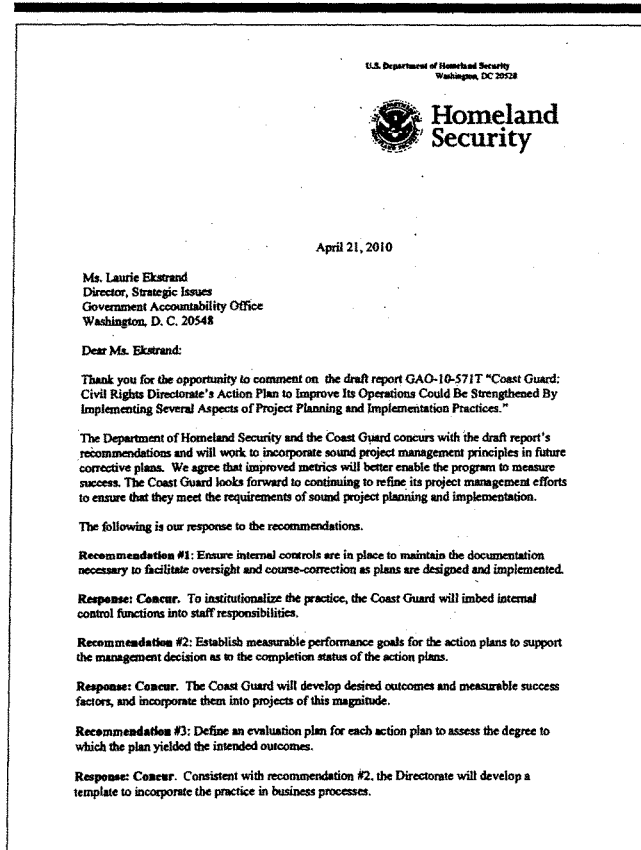 U.S. Department of Homeland Security
Washington, DC 20528
Homeland
Security
April 21, 2010
Ms. Laurie Ekstrand
Director, Strategic Issues
Government Accountability Office
Washington, D. C. 20548
Dear Ms. Ekstrand:
Thank you for the opportunity to comment on the draft report GAO-10-571T "Coast Guard:
Civil Rights Directorate's Action Plan to Improve Its Operations Could Be Strengthened By
Implementing Several Aspects of Project Planning and Implementation Practices."
The Department of Homeland Security and the Coast Guard concurs with the draft report's
recommendations and will work to incorporate sound project management principles in future
corrective plans. We agree that improved metrics will better enable the program to measure
success. The Coast Guard looks forward to continuing to refine its project management efforts
to ensure that they meet the requirements of sound project planning and implementation.
The following is our response to the recommendations.
Recommendation #1: Ensure internal controls are in place to maintain the documentation
necessary to facilitate oversight and course-correction as plans are designed and implemented.
Response: Concur. To institutionalize the practice, the Coast Guard will imbed internal
control functions into staff responsibilities.
Recommendation #2: Establish measurable performance goals for the action plans to support
the management decision as to the completion status of the action plans.
Response: Concur. The Coast Guard will develop desired outcomes and measurable success
factors, and incorporate them into projects of this magnitude.
Recommendation #3: Define an evaluation plan for each action plan to assess the degree to
which the plan yielded the intended outcomes.
Response: Concur. Consistent with recommendation #2, the Directorate will develop a
template to incorporate the practice in business processes.